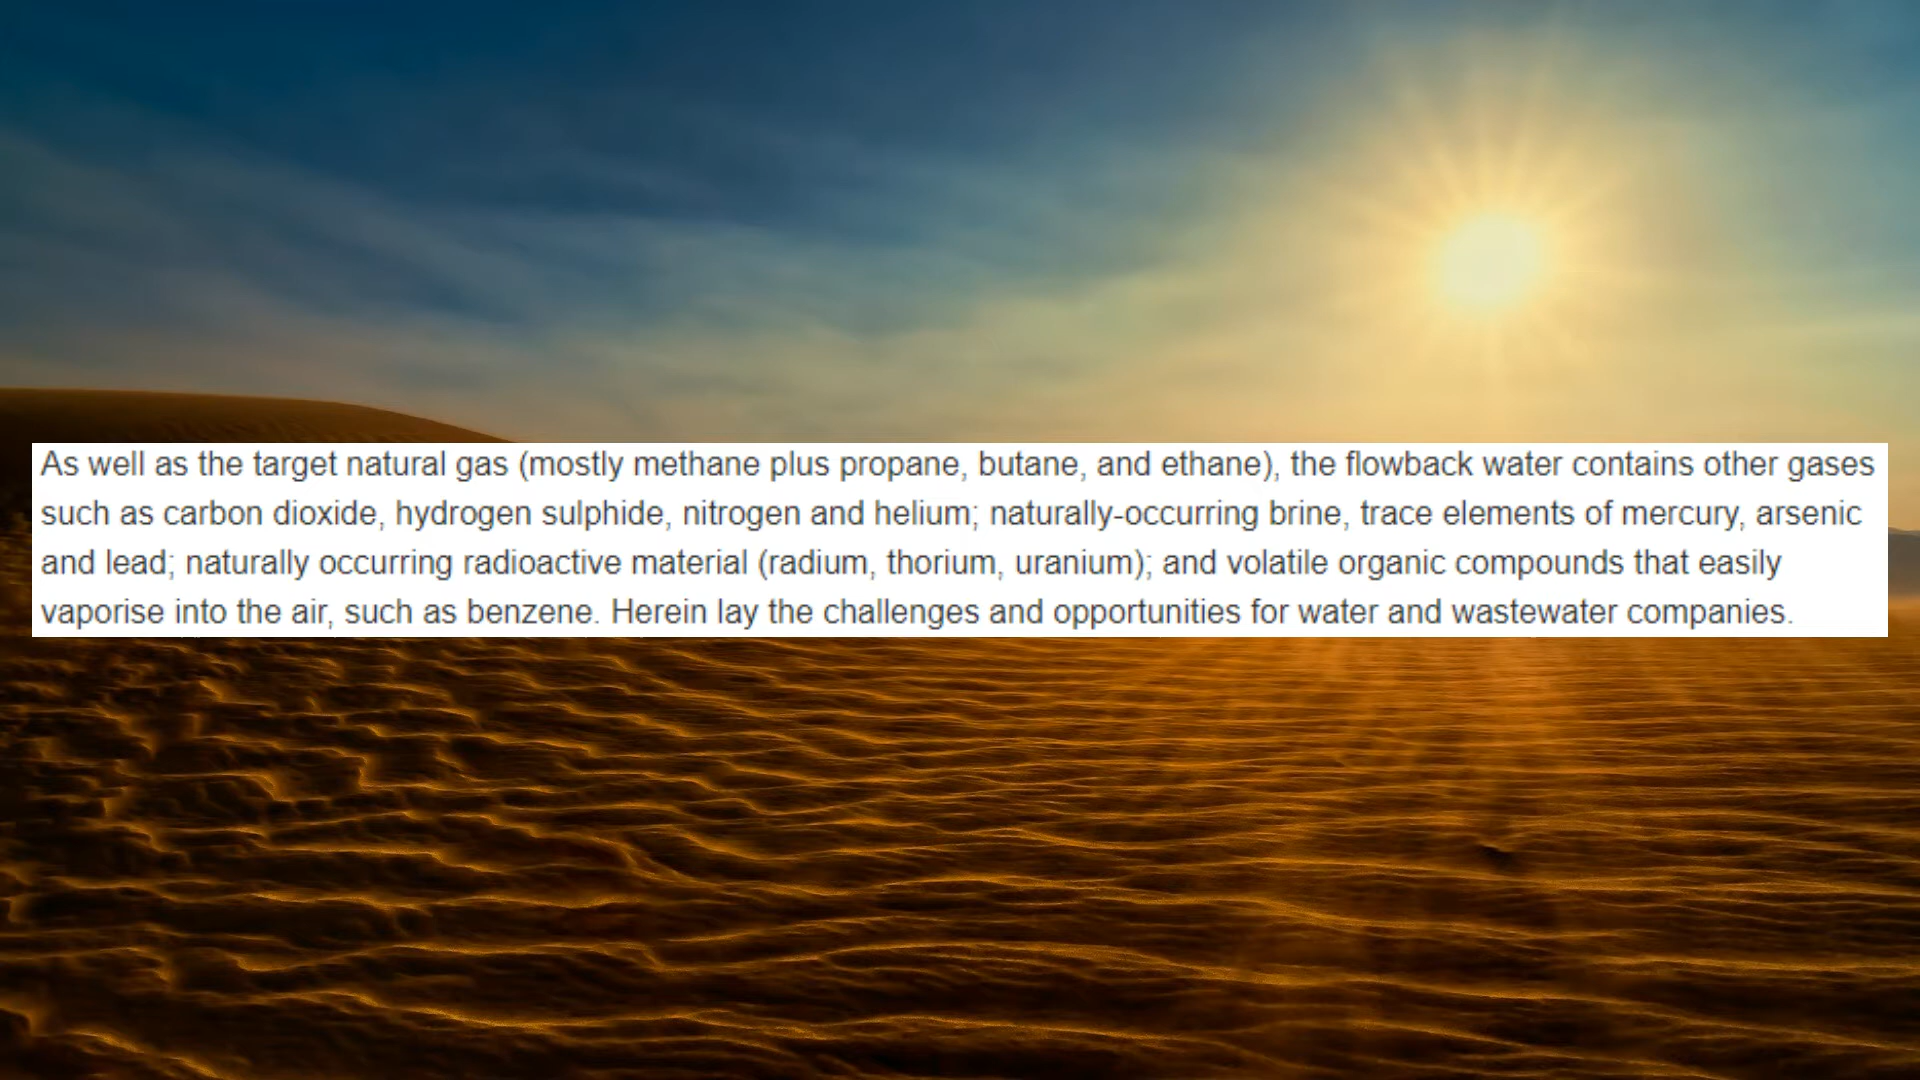 As well as the target natural gas (mostly methane plus propane, butane, and ethane), the flowback water contains other gases
such as carbon dioxide, hydrogen sulphide, nitrogen and helium; naturally-occurring brine, trace elements of mercury, arsenic
and lead; naturally occurring radioactive material (radium, thorium, uranium); and volatile organic compounds that easily
vaporise into the air, such as benzene. Herein lay the challenges and opportunities for water and wastewater companies.